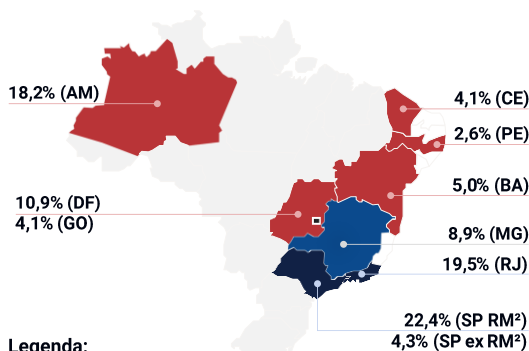 18,2% (AM)
4,1% (CE)
2,6% (PE)
5,0% (BA)
10,9% (DF)
4,1% (GO)
8,9% (MG)
19,5% (RJ)
22,4% (SP RM²)
4,3% (SP ex RM²)
Legenda: